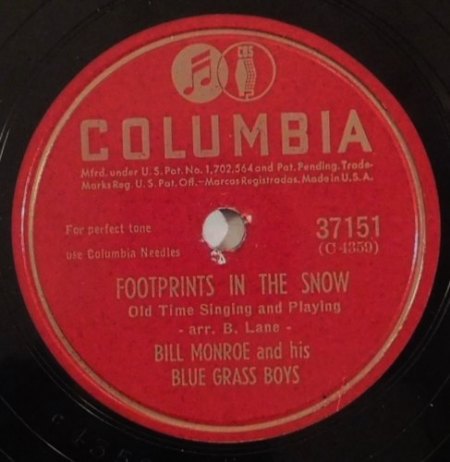 CBS
COLUMBIA
Mfrd. under U.S. Pat. No. 1,702,564 and Pat. Pending. Trade-
Marks Reg. U.S. Pat. Off.—Marcas Registradas. Made in U.S.A.
For perfect tone
use Columbia Needles
37151
(C 4359)
FOOTPRINTS IN THE SNOW
Old Time Singing and Playing
- arr. B. Lane -
BILL MONROE and his
BLUE GRASS BOYS